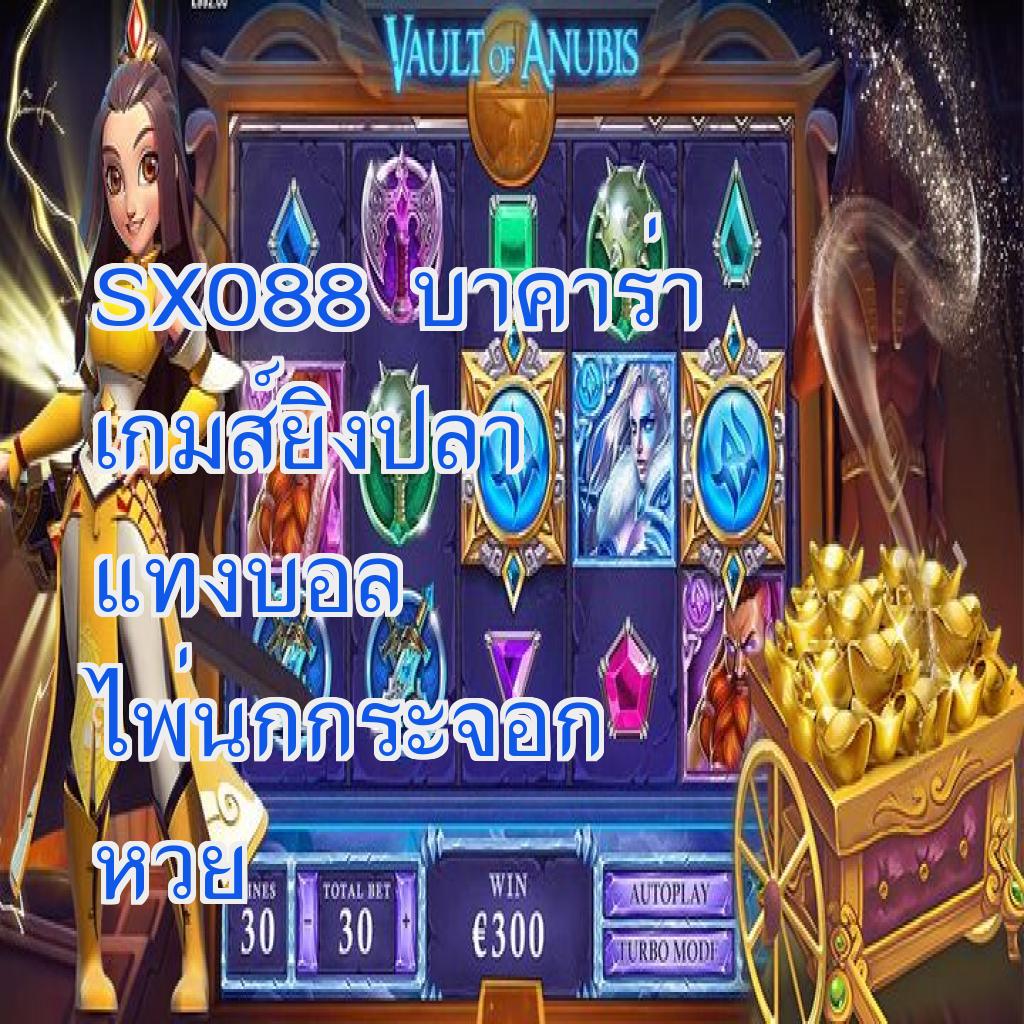 VAULT OF ANUBIS
SX088 บาคาร่า
เกมส์ยิงปลา
แทงบอล
ไพ่นกกระจอก
หวย
TOTAL BET
WIN
AUTOPLAY
30
- 30 +
€300
TURBO MODE